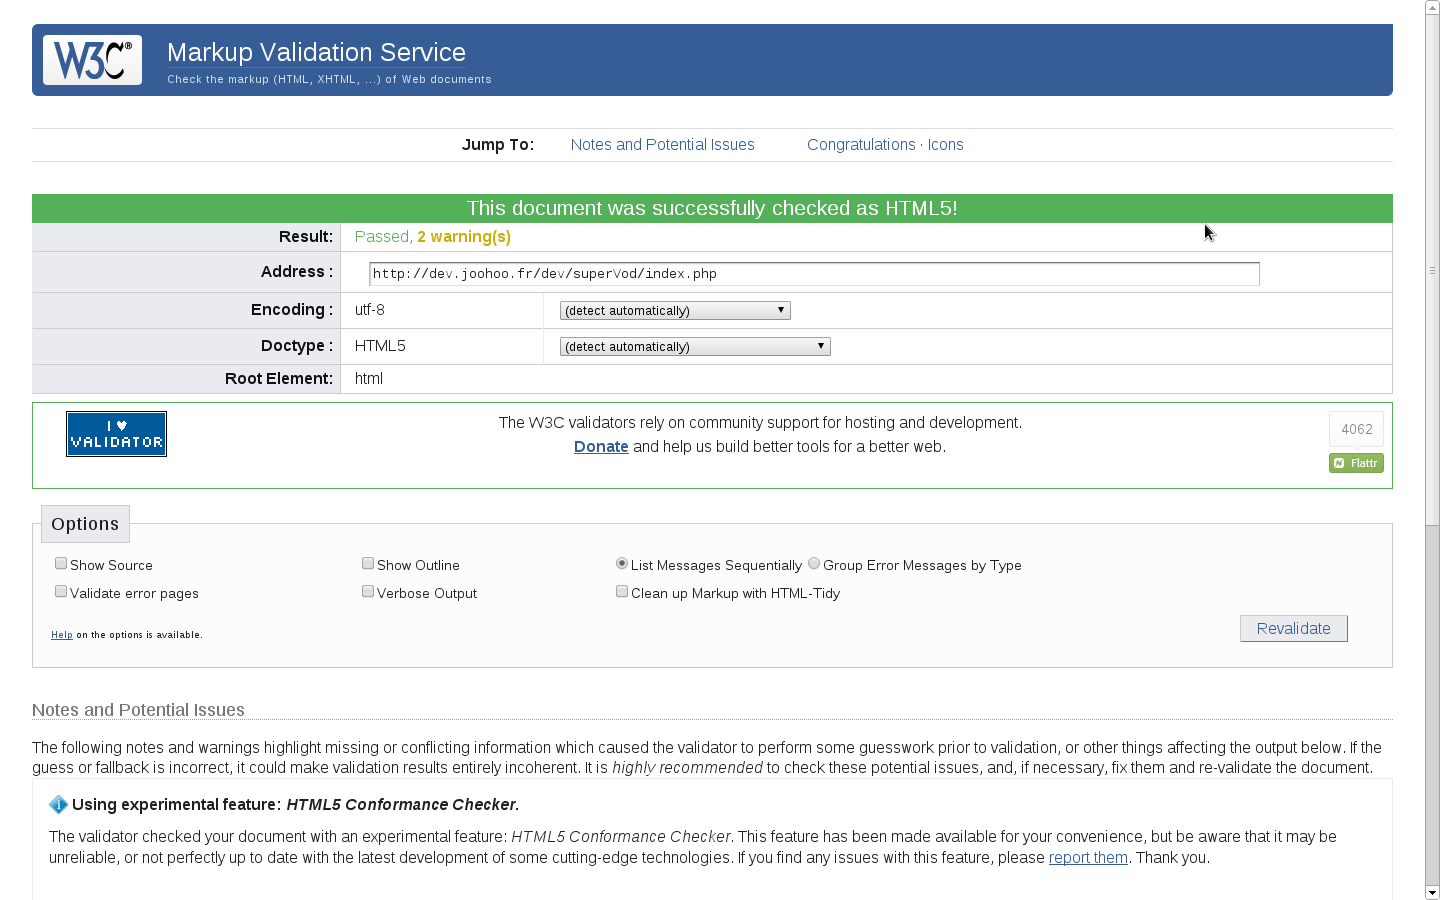 W3C®
Markup Validation Service
Check the markup (HTML, XHTML, ...) of Web documents
Jump To: Notes and Potential Issues Congratulations · Icons
This document was successfully checked as HTML5!
Result: Passed, 2 warning(s)
Address : http://dev.joohoo.fr/dev/superVod/index.php
Encoding : utf-8 (detect automatically)
Doctype : HTML5 (detect automatically)
Root Element: html
I ♥
VALIDATOR
The W3C validators rely on community support for hosting and development.
Donate and help us build better tools for a better web.
4062
Flattr
Options
Show Source Show Outline List Messages Sequentially Group Error Messages by Type
Validate error pages Verbose Output Clean up Markup with HTML-Tidy
Help on the options is available.
Revalidate
Notes and Potential Issues
The following notes and warnings highlight missing or conflicting information which caused the validator to perform some guesswork prior to validation, or other things affecting the output below. If the
guess or fallback is incorrect, it could make validation results entirely incoherent. It is highly recommended to check these potential issues, and, if necessary, fix them and re-validate the document.
Using experimental feature: HTML5 Conformance Checker.
The validator checked your document with an experimental feature: HTML5 Conformance Checker. This feature has been made available for your convenience, but be aware that it may be
unreliable, or not perfectly up to date with the latest development of some cutting-edge technologies. If you find any issues with this feature, please report them. Thank you.